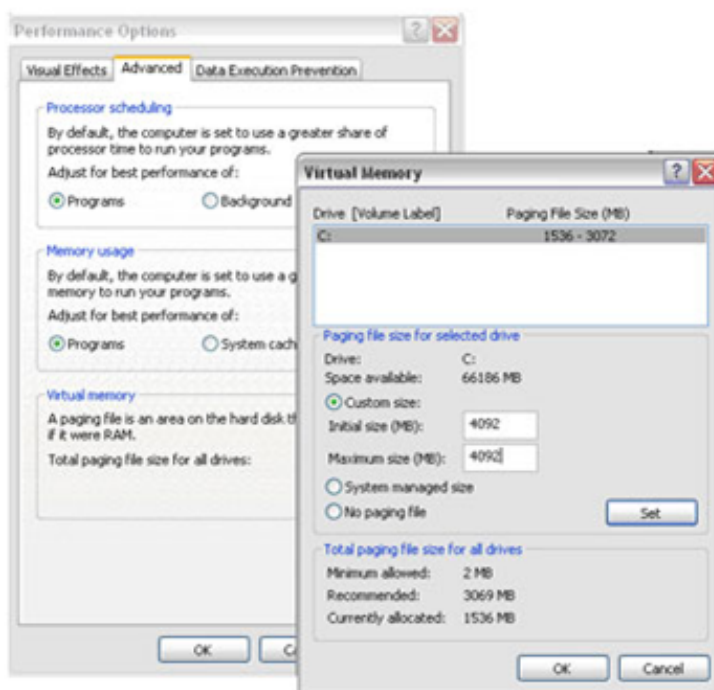 Performance Options
Visual Effects Advanced Data Execution Prevention
Processor scheduling
By default, the computer is set to use a greater share of
processor time to run your programs.
Adjust for best performance of:
Programs Background
Memory usage
By default, the computer is set to use a g
memory to run your programs.
Adjust for best performance of:
Programs System cach
Virtual memory
A paging file is an area on the hard disk th
if it were RAM.
Total paging file size for all drives:
OK Ca
Virtual Memory
Drive [Volume Label] Paging File Size (MB)
C: 1536 - 3072
Paging file size for selected drive
Drive: C:
Space available: 66186 MB
Custom size:
Initial size (MB): 4092
Maximum size (MB): 4092
System managed size
No paging file Set
Total paging file size for all drives
Minimum allowed: 2 MB
Recommended: 3069 MB
Currently allocated: 1536 MB
OK Cancel